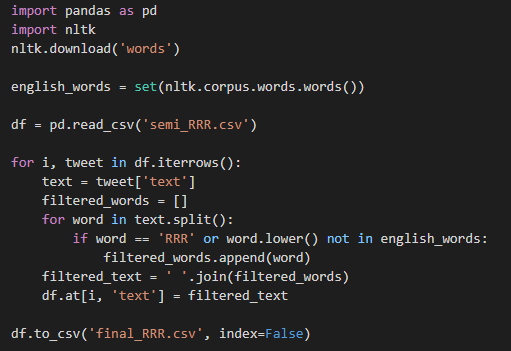 import pandas as pd
import nltk
nltk.download('words')

english_words = set(nltk.corpus.words.words())

df = pd.read_csv('semi_RRR.csv')

for i, tweet in df.iterrows():
    text = tweet['text']
    filtered_words = []
    for word in text.split():
        if word == 'RRR' or word.lower() not in english_words:
            filtered_words.append(word)
    filtered_text = ' '.join(filtered_words)
    df.at[i, 'text'] = filtered_text

df.to_csv('final_RRR.csv', index=False)